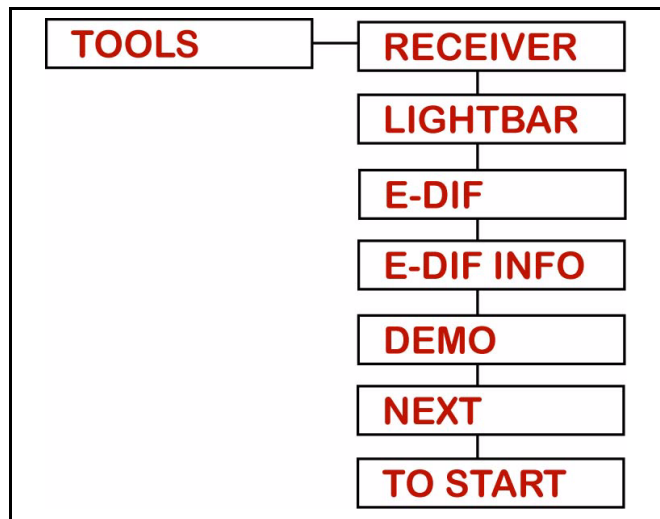 TOOLS
RECEIVER
LIGHTBAR
E-DIF
E-DIF INFO
DEMO
NEXT
TO START